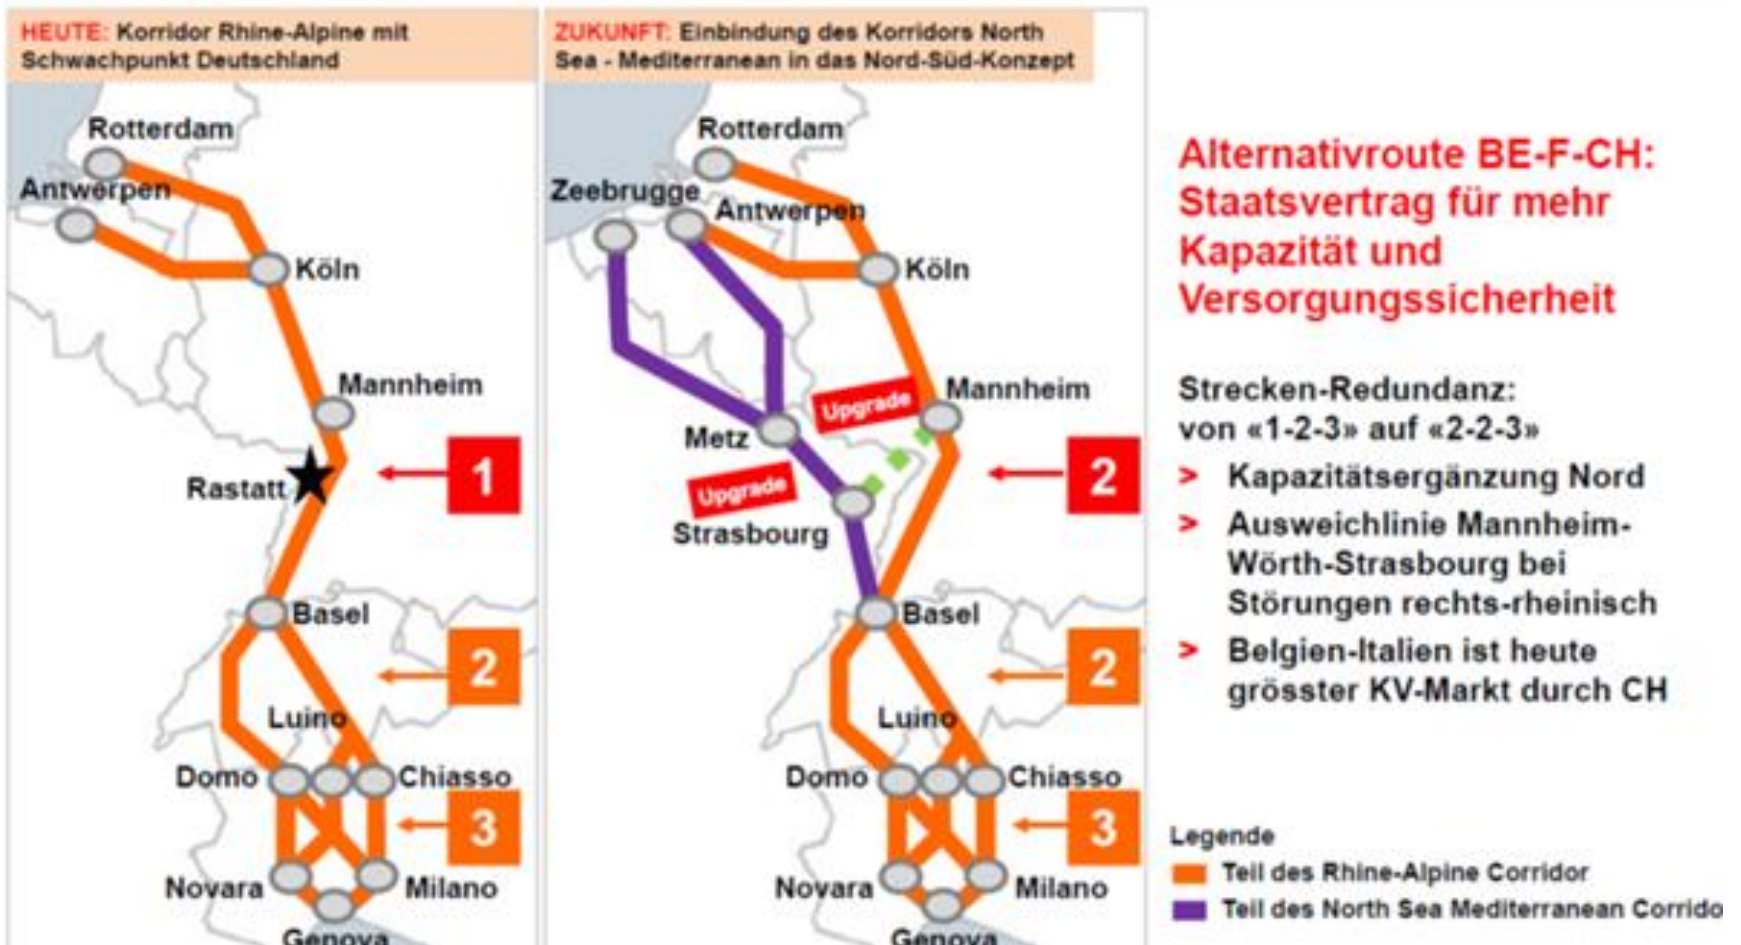 HEUTE: Korridor Rhine-Alpine mit
Schwachpunkt Deutschland
Rotterdam
Antwerpen
Köln
Mannheim
Rastatt
1
Basel
2
Luino
Domo
Chiasso
3
Novara
Milano
Genova
ZUKUNFT: Einbindung des Korridors North
Sea - Mediterranean in das Nord-Süd-Konzept
Rotterdam
Zeebrugge
Antwerpen
Köln
Upgrade
Mannheim
Metz
2
Upgrade
Strasbourg
Basel
2
Luino
Domo
Chiasso
3
Novara
Milano
Genova
Alternativroute BE-F-CH:
Staatsvertrag für mehr
Kapazität und
Versorgungssicherheit
Strecken-Redundanz:
von «1-2-3» auf «2-2-3»
> Kapazitätsergänzung Nord
> Ausweichlinie Mannheim-
Wörth-Strasbourg bei
Störungen rechts-rheinisch
> Belgien-Italien ist heute
grösster KV-Markt durch CH
Legende
Teil des Rhine-Alpine Corridor
Teil des North Sea Mediterranean Corrido